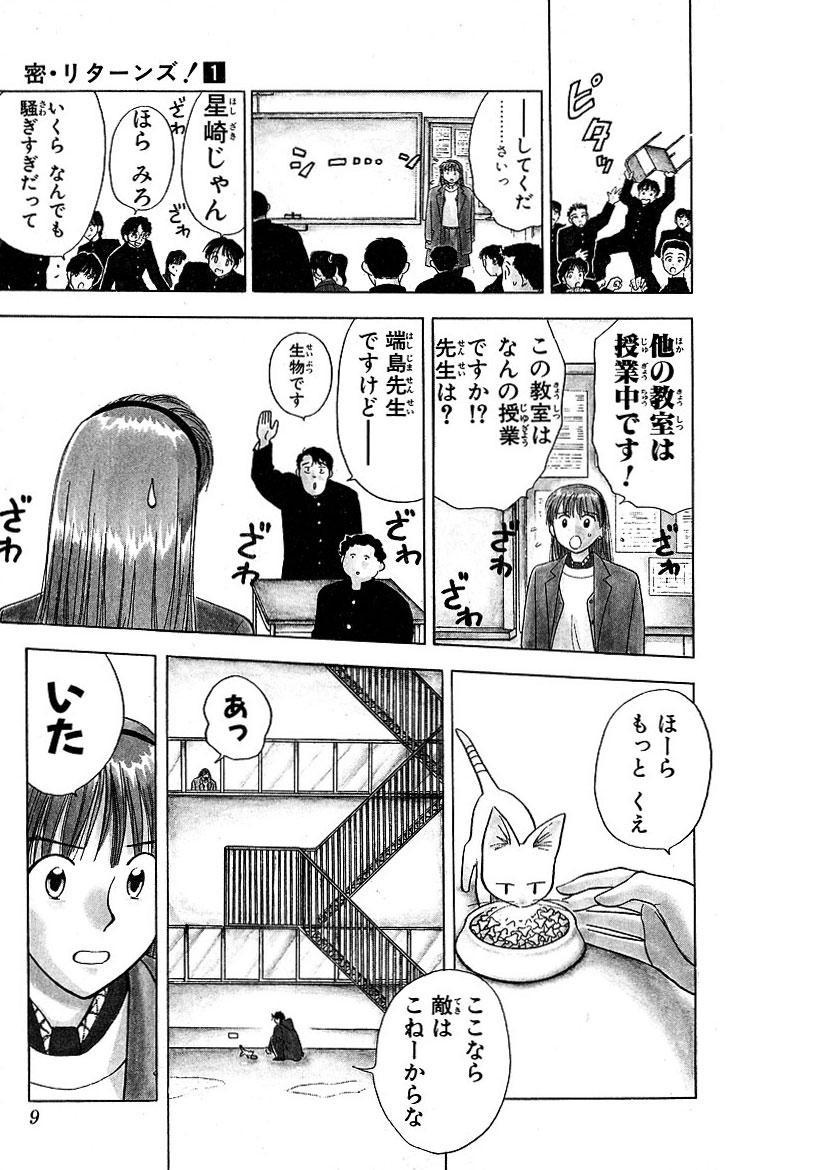 密・リターンズ！1
ピタッ
――してくだ
………さいっ
シーーン…
星崎じゃん
ほら みろ
いくら なんでも
騒ぎすぎだって
ざわ
ざわ
他の教室は
授業中です！
この教室は
なんの授業
ですか!?
先生は？
ざわ
ざわ
端島先生
ですけど――
生物です
ざわ
ざわ
ざわ
ほーら
もっと くえ
ここなら
敵は
こねーからな
あっ
いた
9